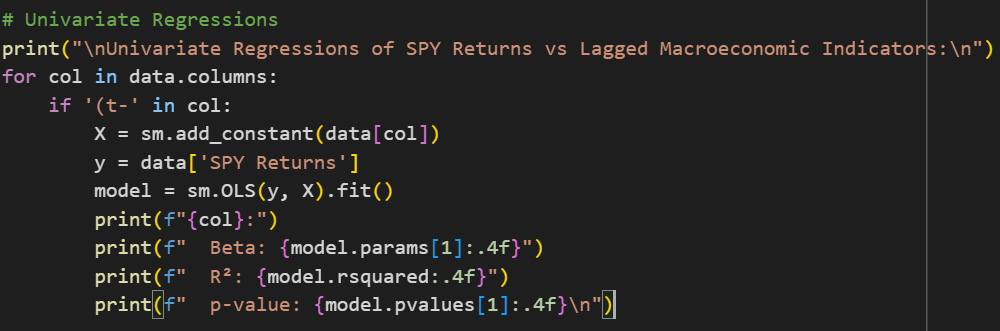 # Univariate Regressions
print("\nUnivariate Regressions of SPY Returns vs Lagged Macroeconomic Indicators:\n")
for col in data.columns:
    if '(t-' in col:
        X = sm.add_constant(data[col])
        y = data['SPY Returns']
        model = sm.OLS(y, X).fit()
        print(f"{col}:")
        print(f"  Beta: {model.params[1]:.4f}")
        print(f"  R²: {model.rsquared:.4f}")
        print(f"  p-value: {model.pvalues[1]:.4f}\n")